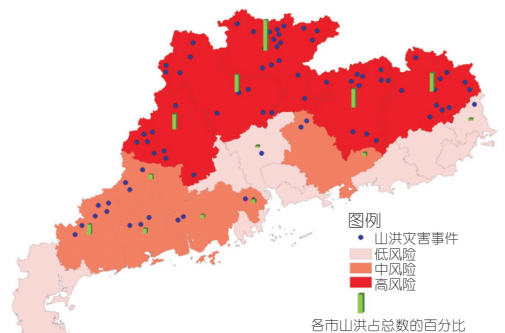 图例
山洪灾害事件
低风险
中风险
高风险
各市山洪占总数的百分比